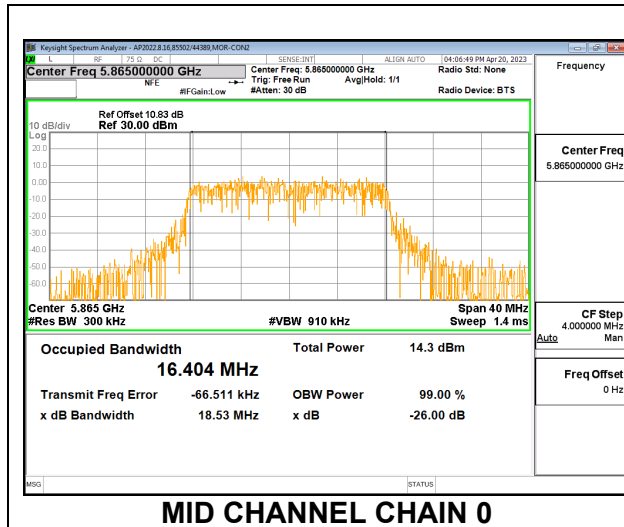 Keysight Spectrum Analyzer - AP2022.8.16,85502/44389,MOR-CON2
L RF 75 Ω DC SENSE:INT ALIGN AUTO 04:06:49 PM Apr 20, 2023
Center Freq 5.865000000 GHz
NFE
#IFGain:Low
Center Freq: 5.865000000 GHz
Trig: Free Run Avg|Hold: 1/1
#Atten: 30 dB
Radio Std: None
Radio Device: BTS
Frequency
Ref Offset 10.83 dB
10 dB/div Ref 30.00 dBm
Log
20.0
10.0
0.00
-10.0
-20.0
-30.0
-40.0
-50.0
-60.0
Center 5.865 GHz Span 40 MHz
#Res BW 300 kHz #VBW 910 kHz Sweep 1.4 ms
Center Freq
5.865000000 GHz
CF Step
4.000000 MHz
Auto Man
Freq Offset
0 Hz
Occupied Bandwidth Total Power 14.3 dBm
16.404 MHz
Transmit Freq Error -66.511 kHz OBW Power 99.00 %
x dB Bandwidth 18.53 MHz x dB -26.00 dB
MSG STATUS
MID CHANNEL CHAIN 0